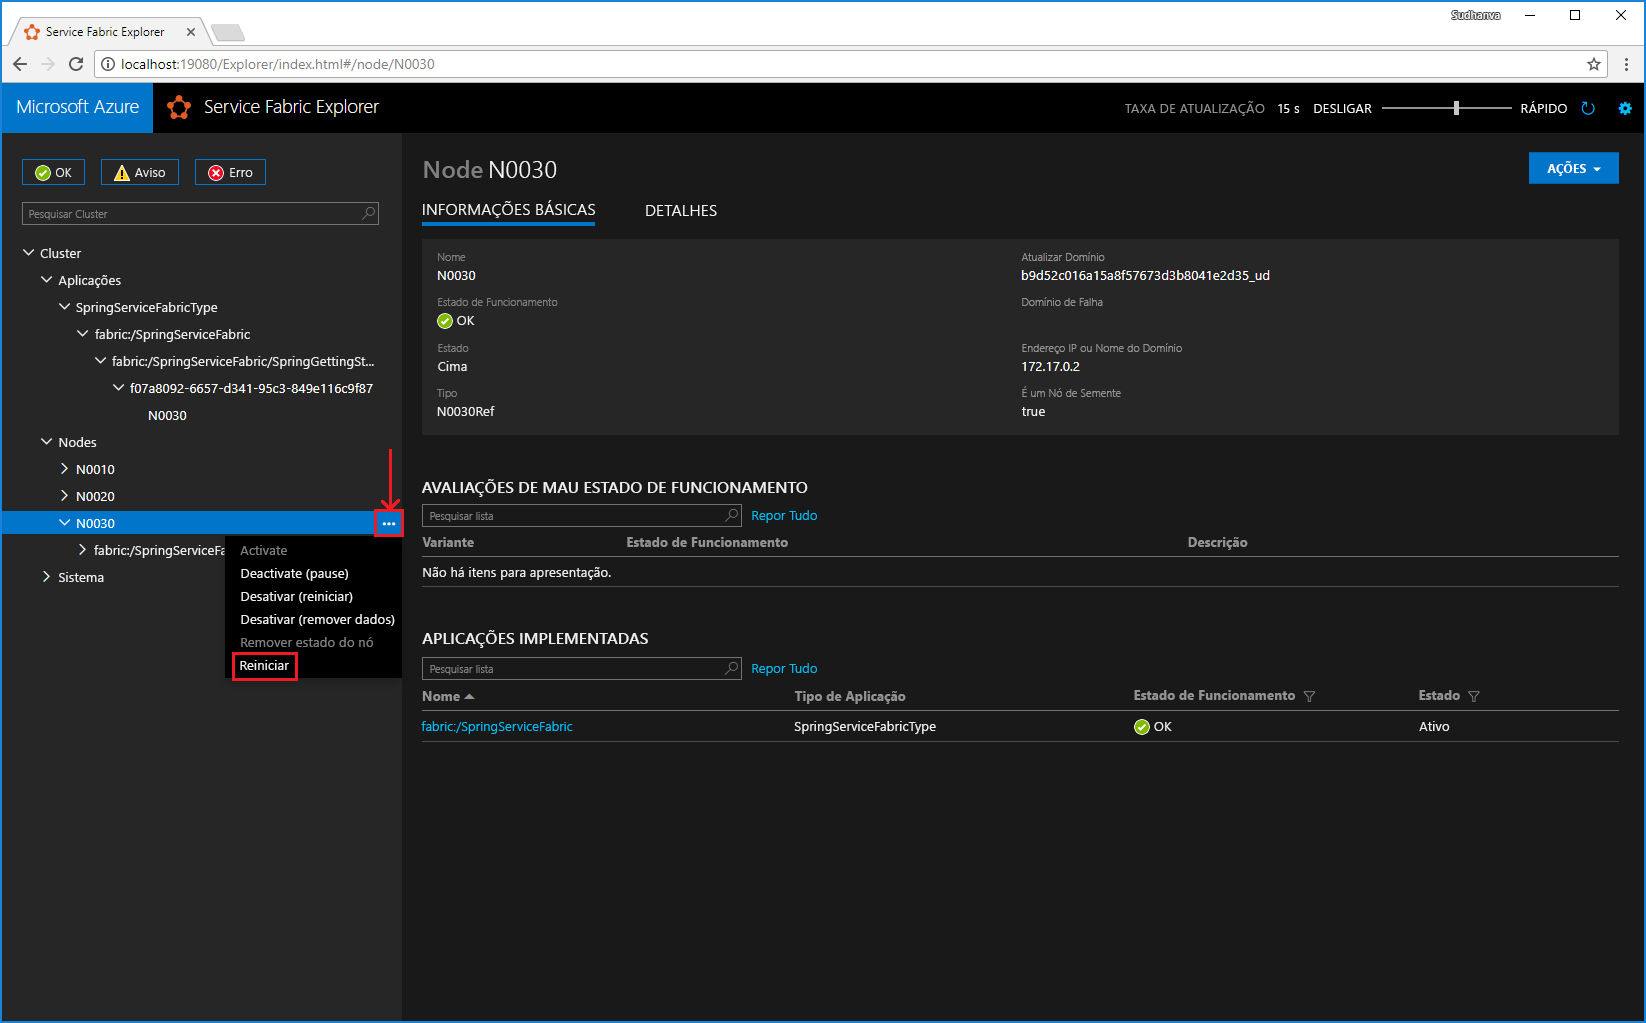 Sudhanva
Service Fabric Explorer
localhost:19080/Explorer/index.html#/node/N0030
Microsoft Azure
Service Fabric Explorer
TAXA DE ATUALIZAÇÃO 15 s DESLIGAR RÁPIDO
OK
Aviso
Erro
Pesquisar Cluster
Cluster
Aplicações
SpringServiceFabricType
fabric:/SpringServiceFabric
fabric:/SpringServiceFabric/SpringGettingSt...
f07a8092-6657-d341-95c3-849e116c9f87
N0030
Nodes
N0010
N0020
N0030
...
fabric:/SpringServiceFa
Sistema
Activate
Deactivate (pause)
Desativar (reiniciar)
Desativar (remover dados)
Remover estado do nó
Reiniciar
Node N0030
AÇÕES
INFORMAÇÕES BÁSICAS
DETALHES
Nome
N0030
Estado de Funcionamento
OK
Estado
Cima
Tipo
N0030Ref
Atualizar Domínio
b9d52c016a15a8f57673d3b8041e2d35_ud
Domínio de Falha
Endereço IP ou Nome do Domínio
172.17.0.2
É um Nó de Semente
true
AVALIAÇÕES DE MAU ESTADO DE FUNCIONAMENTO
Pesquisar lista
Repor Tudo
Variante Estado de Funcionamento Descrição
Não há itens para apresentação.
APLICAÇÕES IMPLEMENTADAS
Pesquisar lista
Repor Tudo
Nome Tipo de Aplicação Estado de Funcionamento Estado
fabric:/SpringServiceFabric SpringServiceFabricType OK Ativo